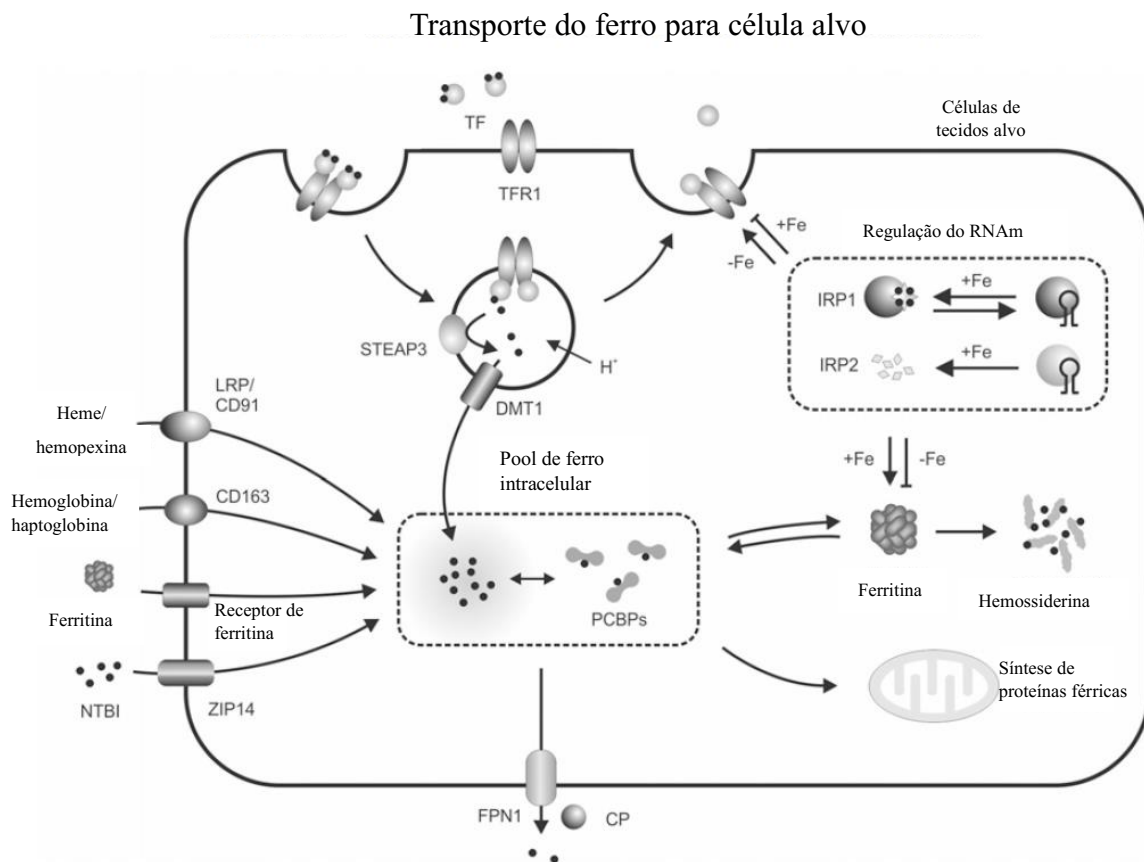 Transporte do ferro para célula alvo
Células de
tecidos alvo
TF
TFR1
+Fe
-Fe
Regulação do RNAm
IRP1
+Fe
IRP2
+Fe
STEAP3
H⁺
DMT1
LRP/
CD91
Heme/
hemopexina
Pool de ferro
intracelular
+Fe
-Fe
CD163
Hemoglobina/
haptoglobina
Ferritina
Receptor de
ferritina
PCBPs
Ferritina
Hemossiderina
NTBI
ZIP14
Síntese de
proteínas férricas
FPN1
CP